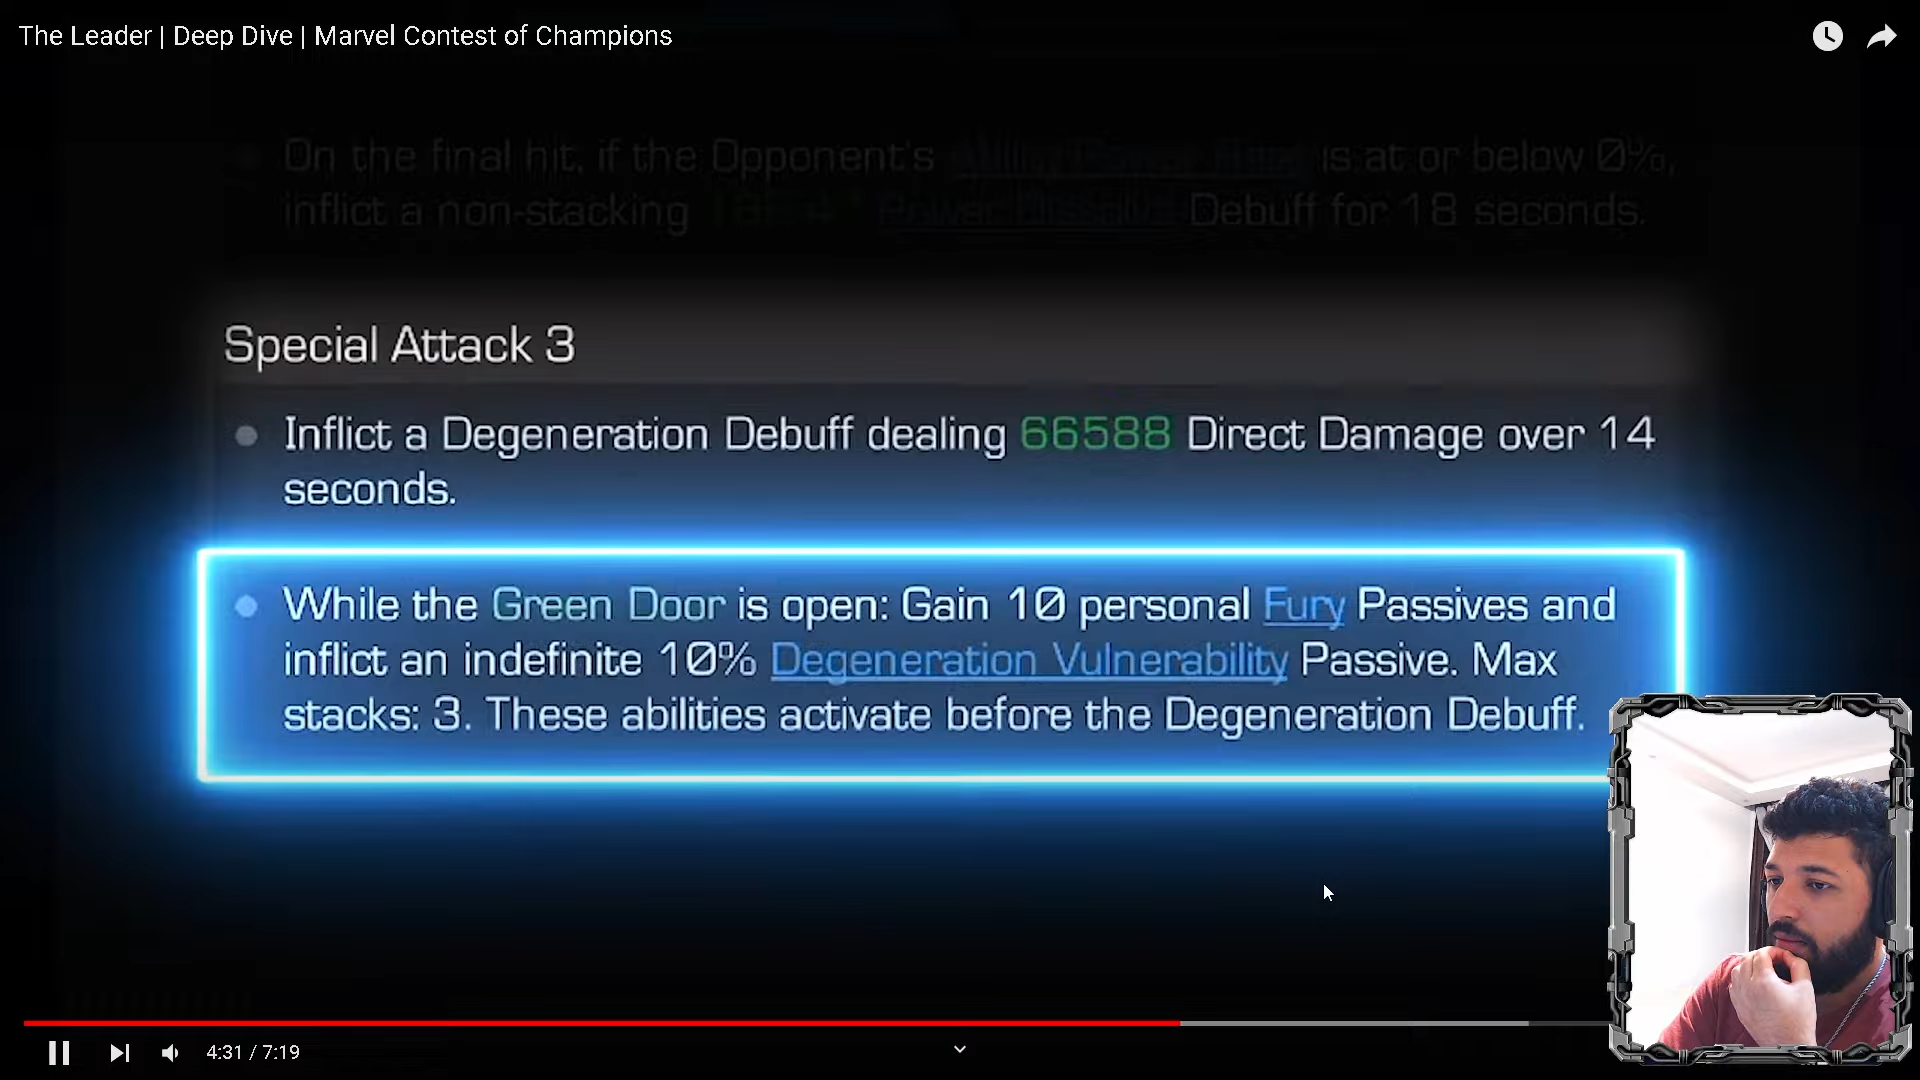 The Leader | Deep Dive | Marvel Contest of Champions
On the final hit, if the Opponent's Ability Power Rate is at or below 0%,
inflict a non-stacking Debuff for 18 seconds.
Special Attack 3
Inflict a Degeneration Debuff dealing 66588 Direct Damage over 14
seconds.
While the Green Door is open: Gain 10 personal Fury Passives and
inflict an indefinite 10% Degeneration Vulnerability Passive. Max
stacks: 3. These abilities activate before the Degeneration Debuff.
4:31 / 7:19